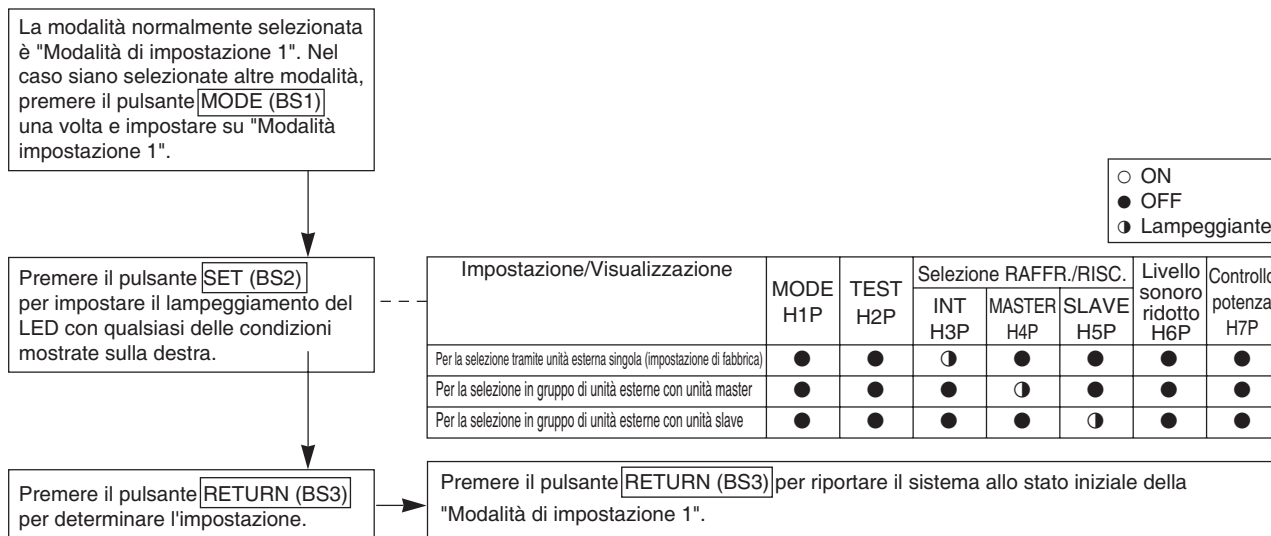 La modalità normalmente selezionata
è "Modalità di impostazione 1". Nel
caso siano selezionate altre modalità,
premere il pulsante MODE (BS1)
una volta e impostare su "Modalità
impostazione 1".
○ ON
● OFF
◑ Lampeggiante
Premere il pulsante SET (BS2)
per impostare il lampeggiamento del
LED con qualsiasi delle condizioni
mostrate sulla destra.
Impostazione/Visualizzazione
MODE
H1P
TEST
H2P
Selezione RAFFR./RISC.
INT
H3P
MASTER
H4P
SLAVE
H5P
Livello
sonoro
ridotto
H6P
Controllo
potenza
H7P
Per la selezione tramite unità esterna singola (impostazione di fabbrica) ● ● ◑ ● ● ● ●
Per la selezione in gruppo di unità esterne con unità master ● ● ● ◑ ● ● ●
Per la selezione in gruppo di unità esterne con unità slave ● ● ● ● ◑ ● ●
Premere il pulsante RETURN (BS3)
per determinare l'impostazione.
Premere il pulsante RETURN (BS3) per riportare il sistema allo stato iniziale della
"Modalità di impostazione 1".